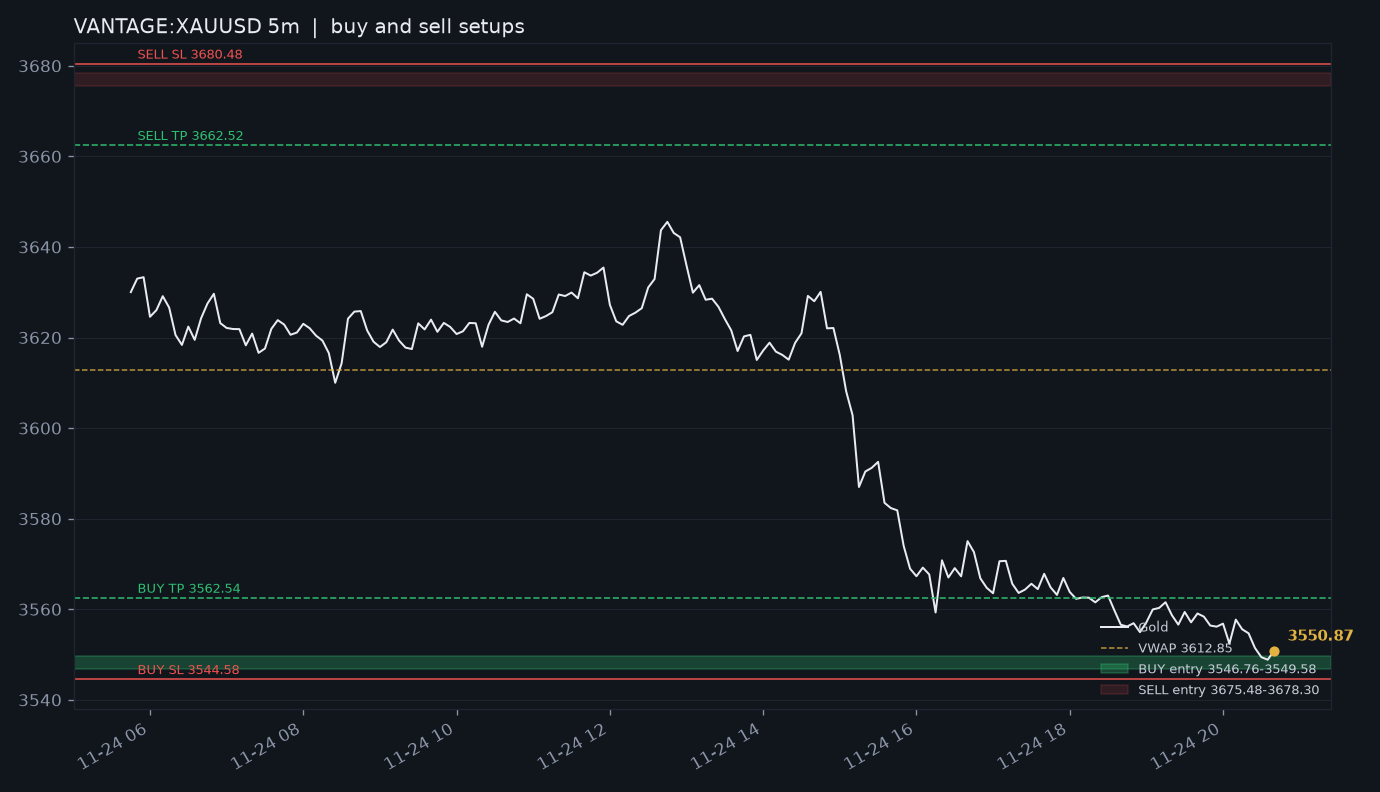 VANTAGE:XAUUSD 5m | buy and sell setups
SELL SL 3680.48
3680
SELL TP 3662.52
3660
3640
3620
3600
3580
BUY TP 3562.54
3560
Gold
3550.87
VWAP 3612.85
BUY SL 3544.58
BUY entry 3546.76-3549.58
SELL entry 3675.48-3678.30
3540
11-24 06
11-24 08
11-24 10
11-24 12
11-24 14
11-24 16
11-24 18
11-24 20